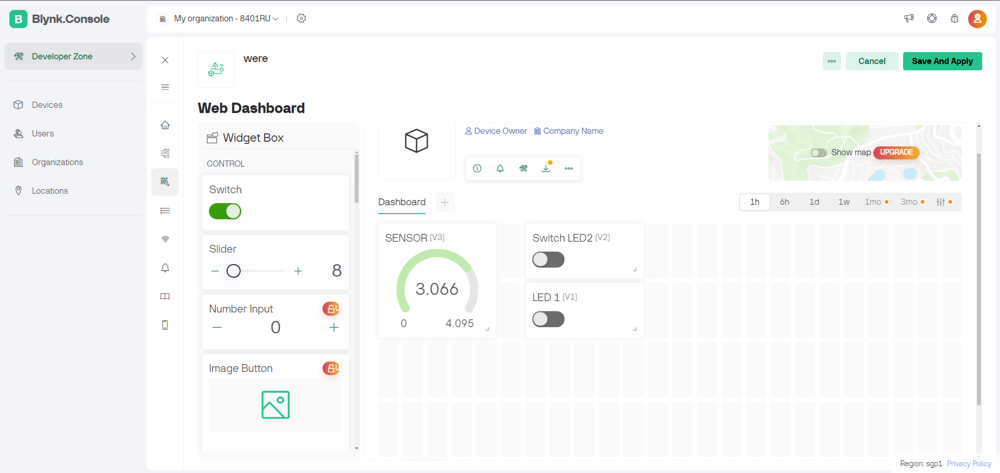 B Blynk.Console
My organization - 8401RU
Developer Zone
Devices
Users
Organizations
Locations
were
Cancel
Save And Apply
Web Dashboard
Widget Box
CONTROL
Switch
Slider
8
Number Input
U
0
Image Button
U
Device Owner
Company Name
Show map
UPGRADE
Dashboard
1h
6h
1d
1w
1mo
3mo
SENSOR (V3)
3.066
0
4.095
Switch LED2 (V2)
LED 1 (V1)
Region: sgp1
Privacy Policy